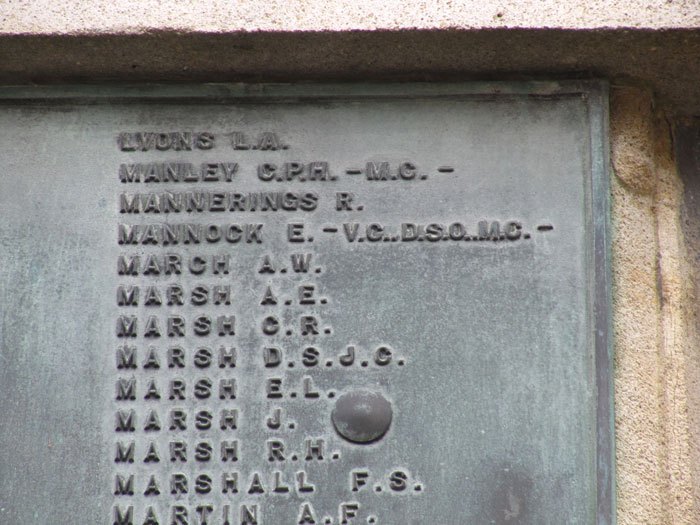 LYONS L.A.
MANLEY C.P.H. -M.C. -
MANNERINGS R.
MANNOCK E. -V.C..D.S.O..M.C. -
MARCH A.W.
MARSH A.E.
MARSH C.R.
MARSH D.S.J.C.
MARSH E.L.
MARSH J.
MARSH R.H.
MARSHALL F.S.
MARTIN A.F.